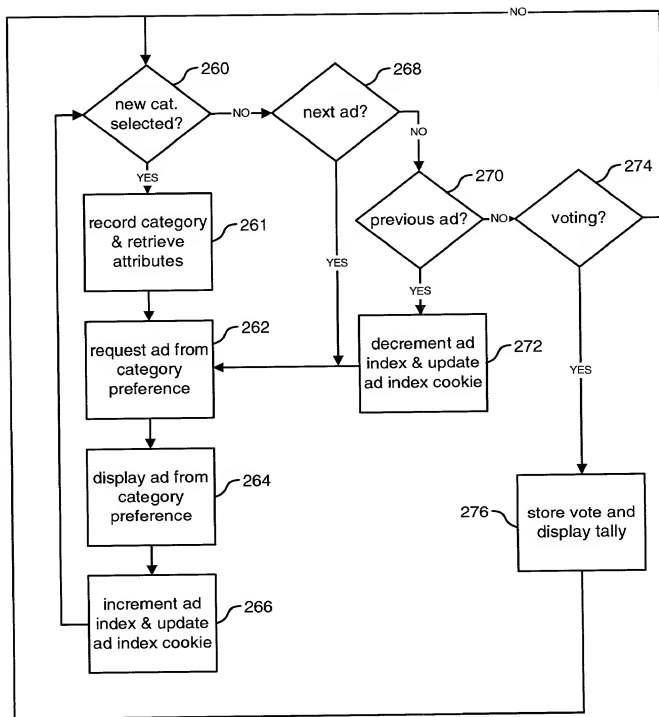 NO
260
268
new cat.
selected?
NO
next ad?
NO
YES
270
274
record category
& retrieve
attributes
261
previous ad?
NO
voting?
YES
YES
262
request ad from
category
preference
decrement ad
index & update
ad index cookie
272
YES
display ad from
category
preference
264
276
store vote and
display tally
increment ad
index & update
ad index cookie
266